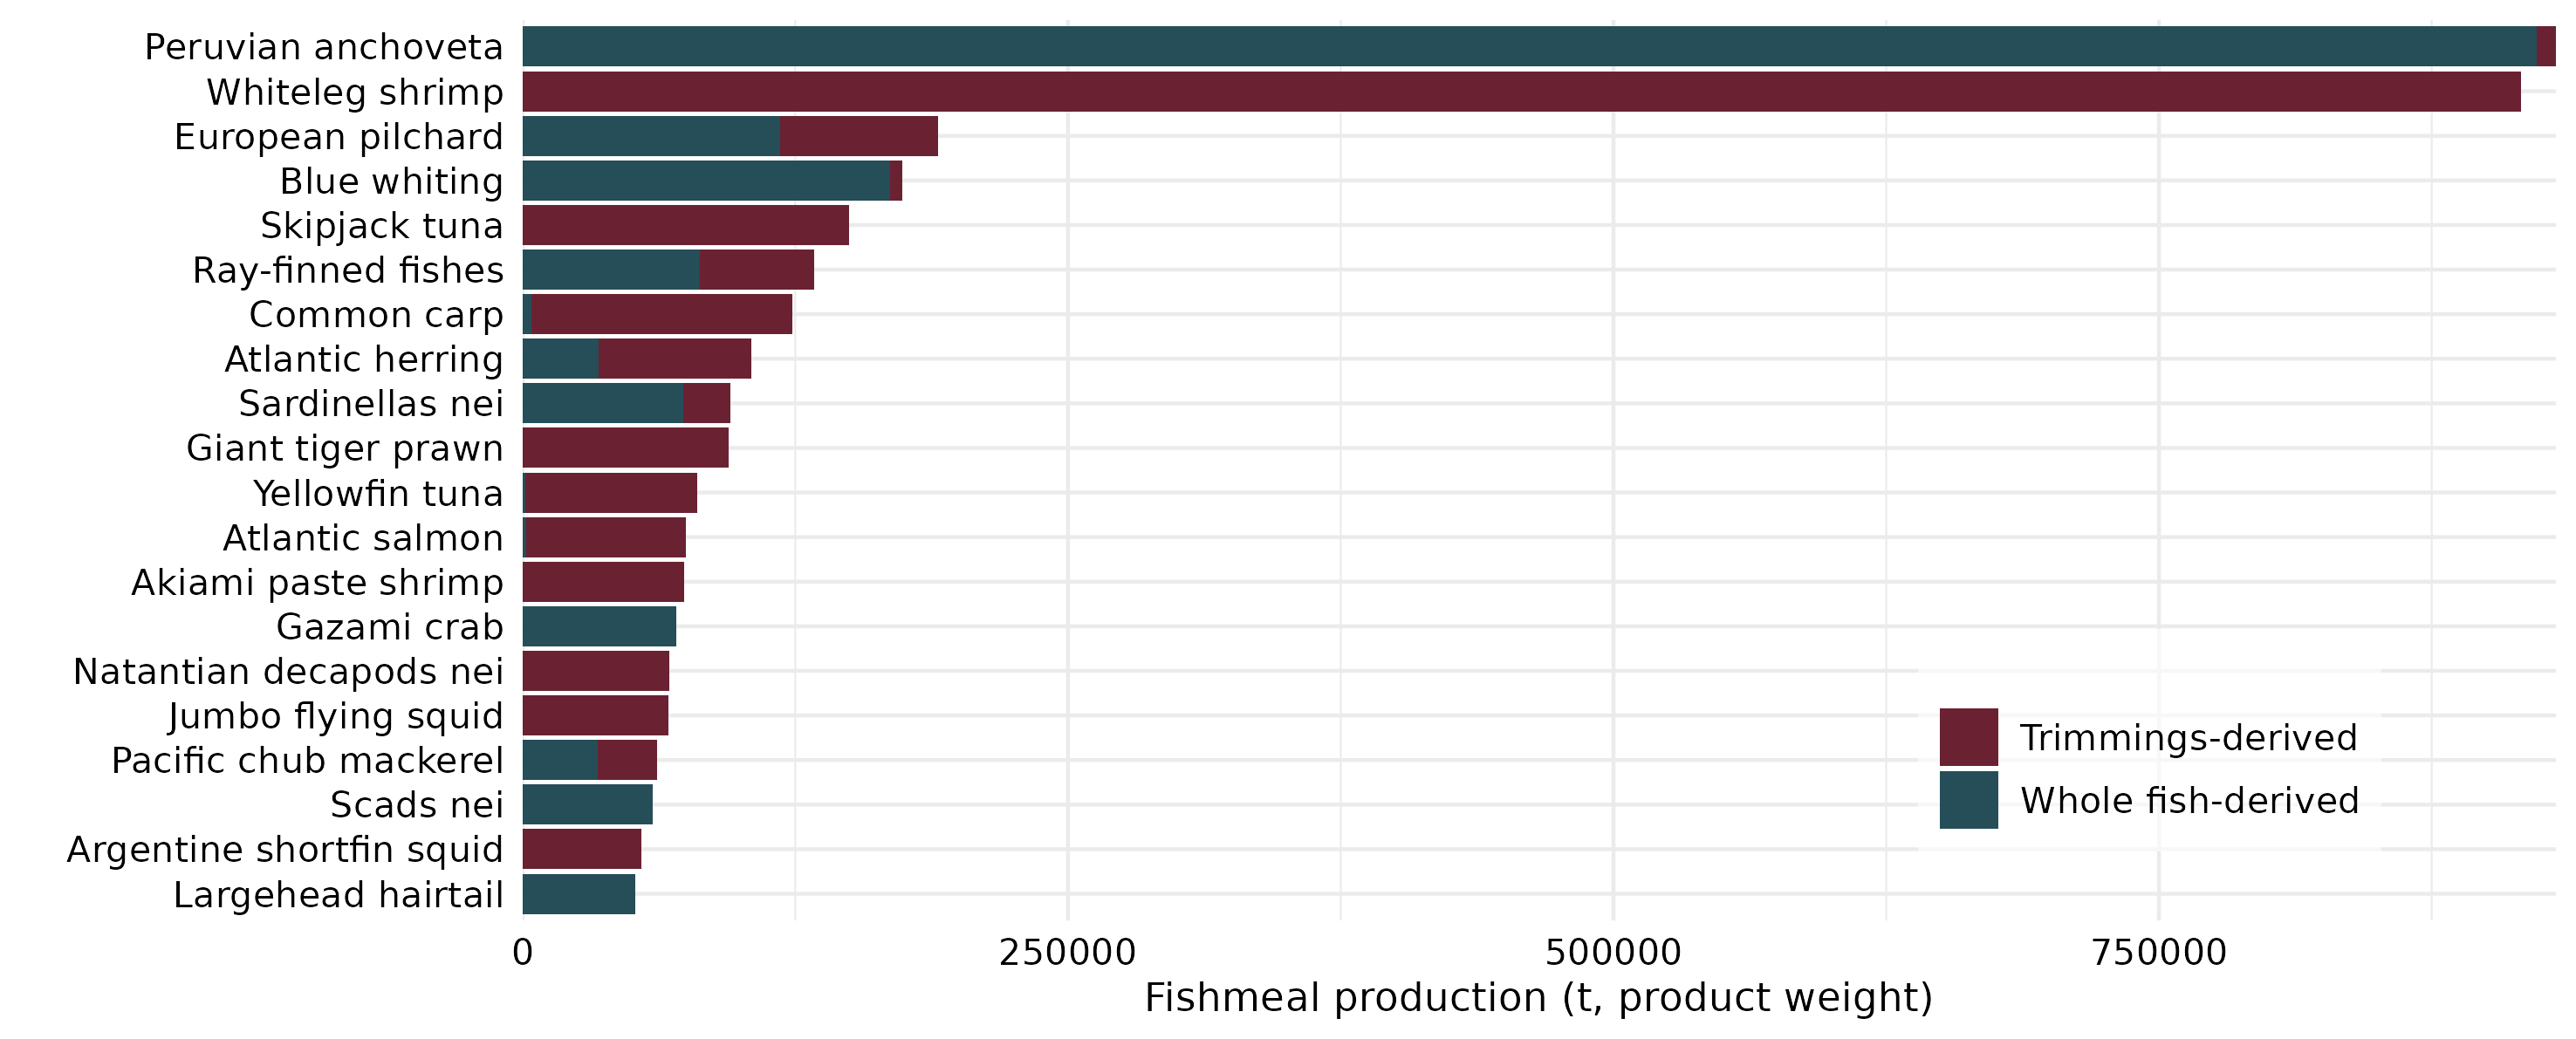 Peruvian anchoveta
Whiteleg shrimp
European pilchard
Blue whiting
Skipjack tuna
Ray-finned fishes
Common carp
Atlantic herring
Sardinellas nei
Giant tiger prawn
Yellowfin tuna
Atlantic salmon
Akiami paste shrimp
Gazami crab
Natantian decapods nei
Jumbo flying squid
Pacific chub mackerel
Scads nei
Argentine shortfin squid
Largehead hairtail
Trimmings-derived
Whole fish-derived
0 250000 500000 750000
Fishmeal production (t, product weight)